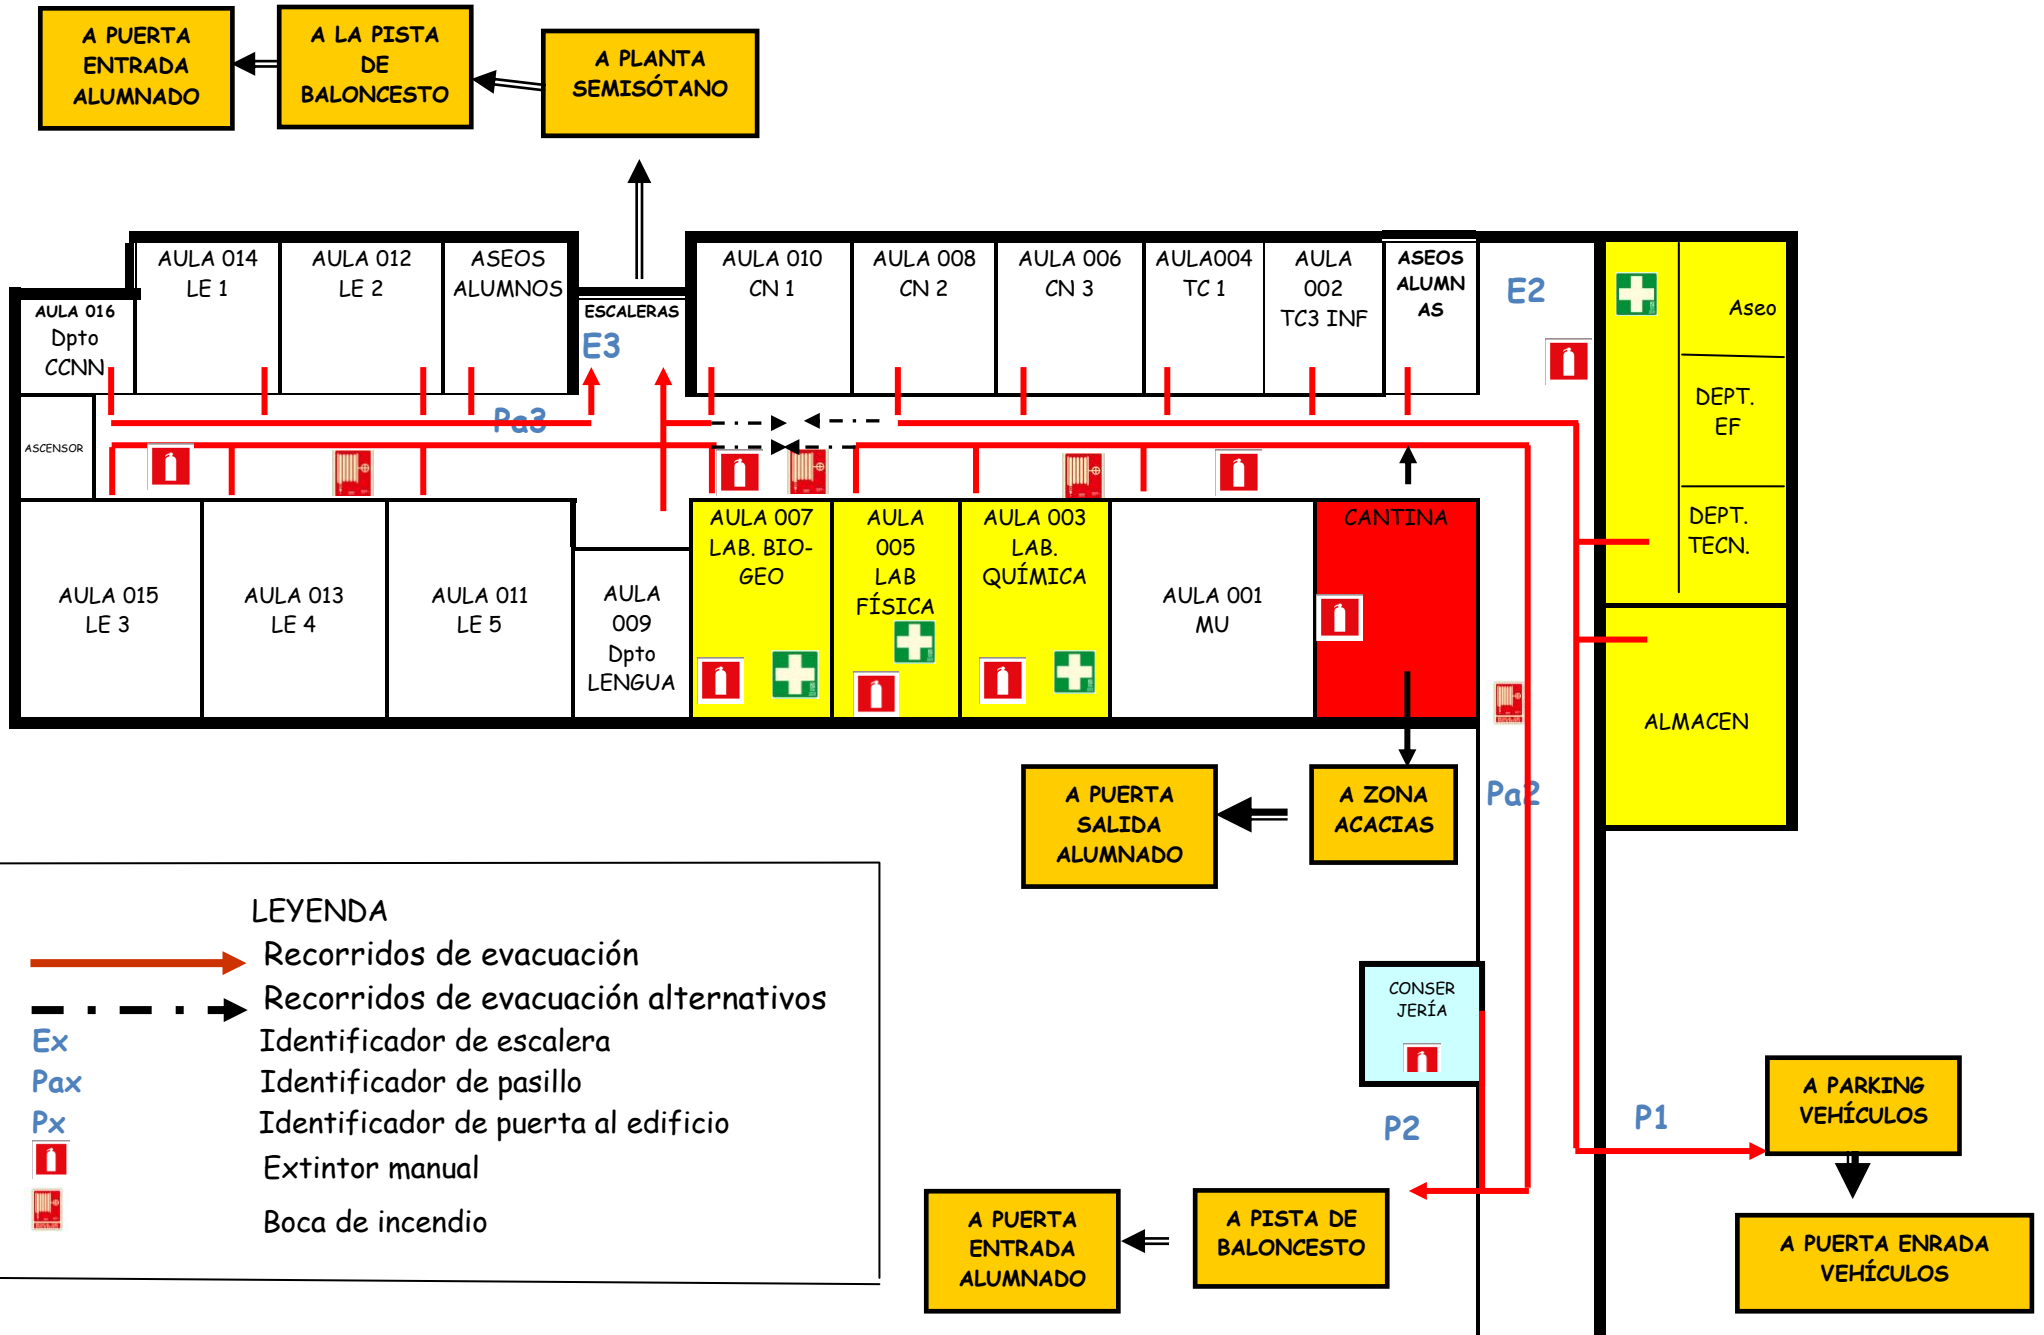 A PUERTA
ENTRADA
ALUMNADO
A LA PISTA
DE
BALONCESTO
A PLANTA
SEMISÓTANO
AULA 016
Dpto
CCNN
AULA 014
LE 1
AULA 012
LE 2
ASEOS
ALUMNOS
ESCALERAS
E3
AULA 010
CN 1
AULA 008
CN 2
AULA 006
CN 3
AULA004
TC 1
AULA
002
TC3 INF
ASEOS
ALUMN
AS
E2
Aseo
DEPT.
EF
DEPT.
TECN.
ALMACEN
Pa3
ASCENSOR
AULA 015
LE 3
AULA 013
LE 4
AULA 011
LE 5
AULA
009
Dpto
LENGUA
AULA 007
LAB. BIO-
GEO
AULA
005
LAB
FÍSICA
AULA 003
LAB.
QUÍMICA
AULA 001
MU
CANTINA
Pa2
A PUERTA
SALIDA
ALUMNADO
A ZONA
ACACIAS
LEYENDA
Recorridos de evacuación
Recorridos de evacuación alternativos
Ex Identificador de escalera
Pax Identificador de pasillo
Px Identificador de puerta al edificio
Extintor manual
Boca de incendio
CONSER
JERÍA
P2
P1
A PARKING
VEHÍCULOS
A PUERTA
ENTRADA
ALUMNADO
A PISTA DE
BALONCESTO
A PUERTA ENRADA
VEHÍCULOS